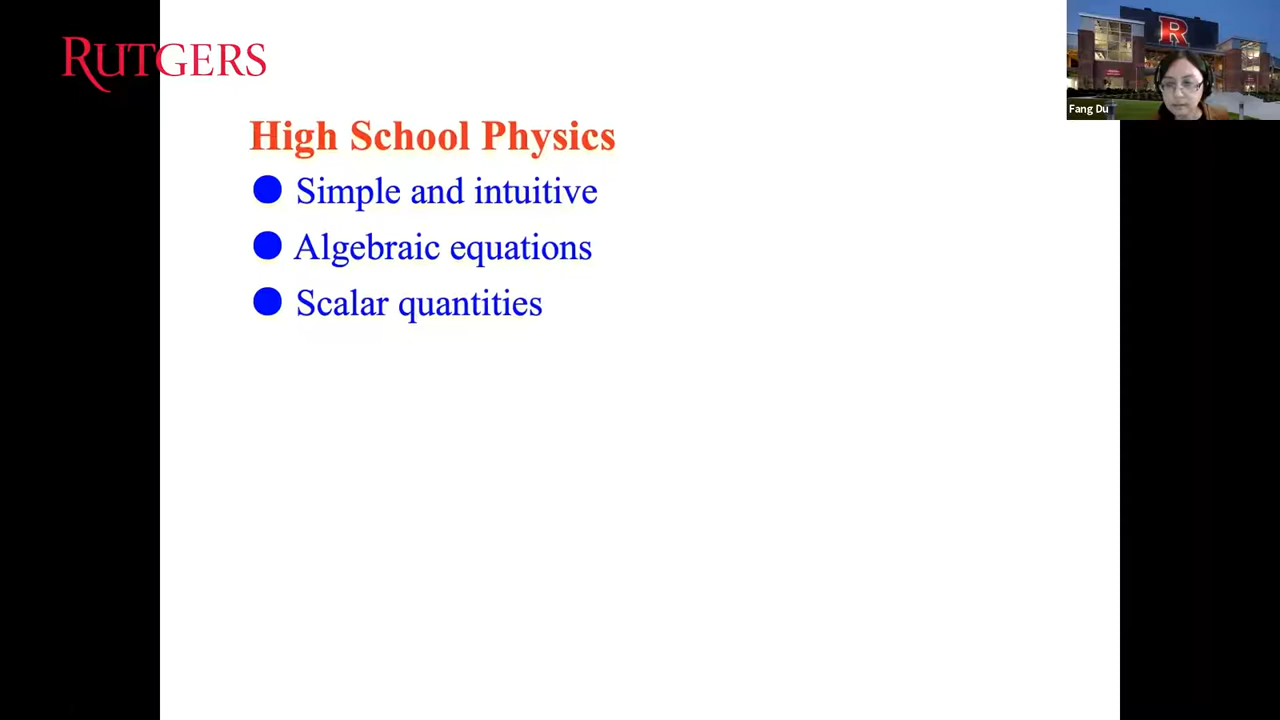 RUTGERS
R
Fang Du
High School Physics
Simple and intuitive
Algebraic equations
Scalar quantities